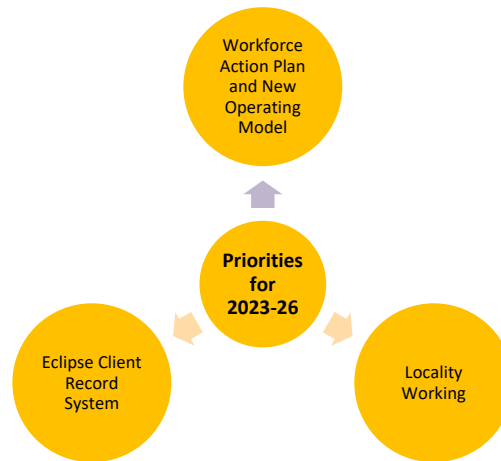 Workforce
Action Plan
and New
Operating
Model
Priorities
for
2023-26
Eclipse Client
Record
System
Locality
Working